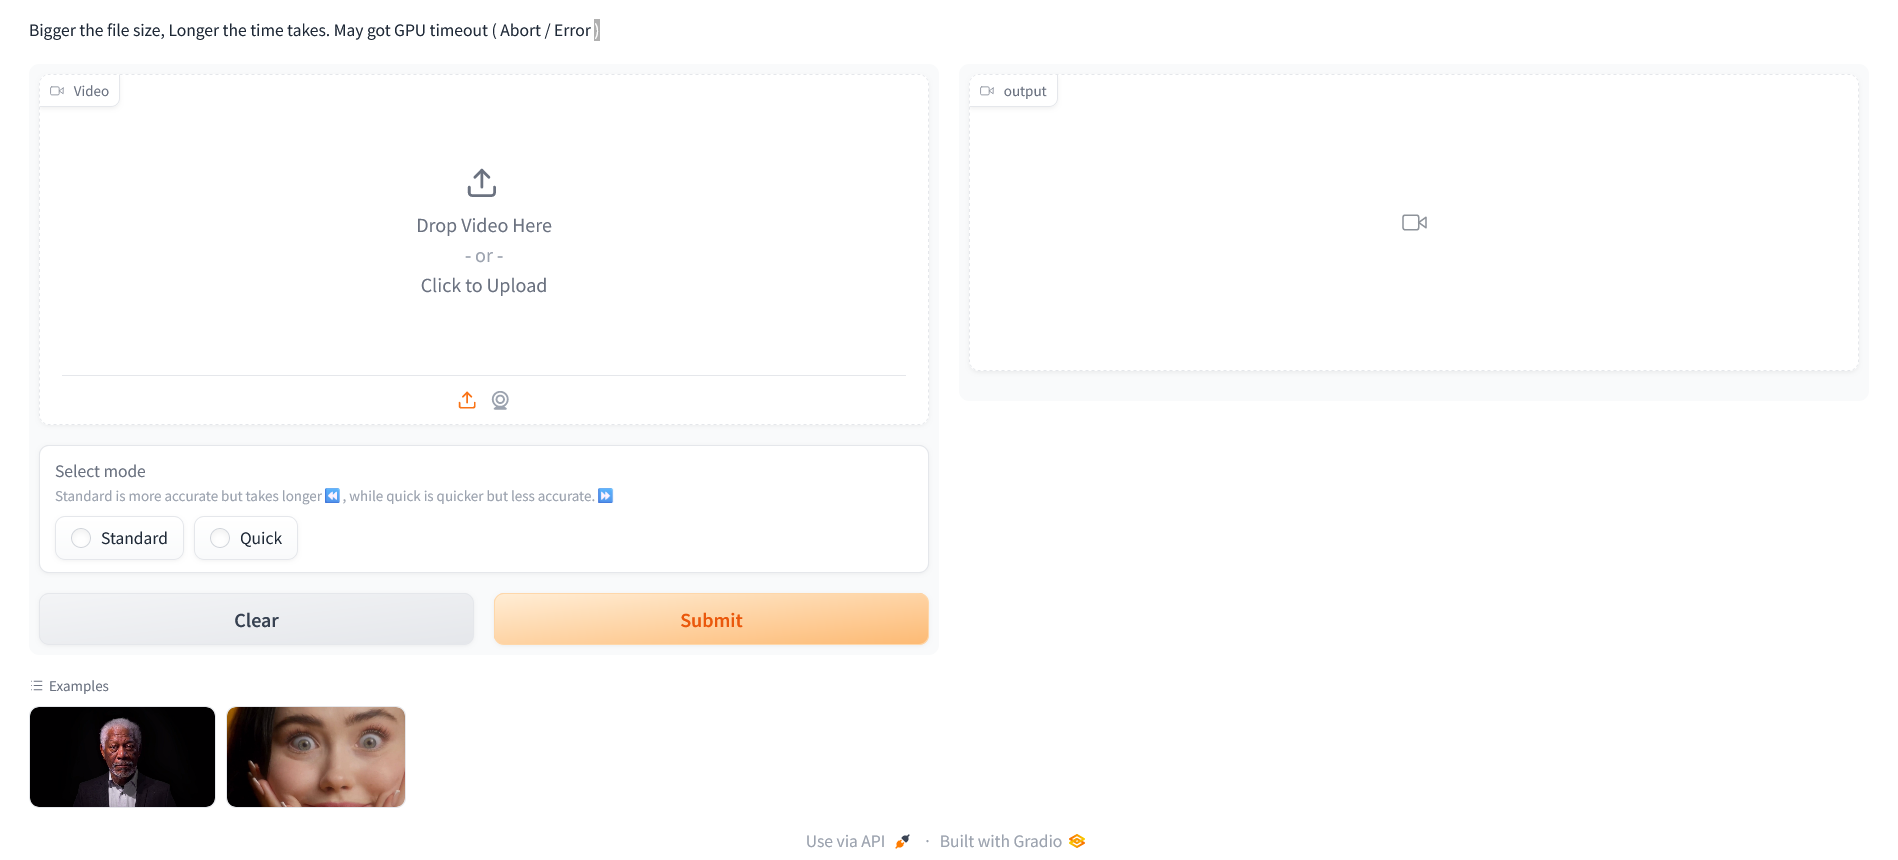 Bigger the file size, Longer the time takes. May got GPU timeout ( Abort / Error )
Video
Drop Video Here
- or -
Click to Upload
Select mode
Standard is more accurate but takes longer ⏪ , while quick is quicker but less accurate. ⏩
Standard
Quick
Clear
Submit
Examples
output
Use via API 🚀 · Built with Gradio